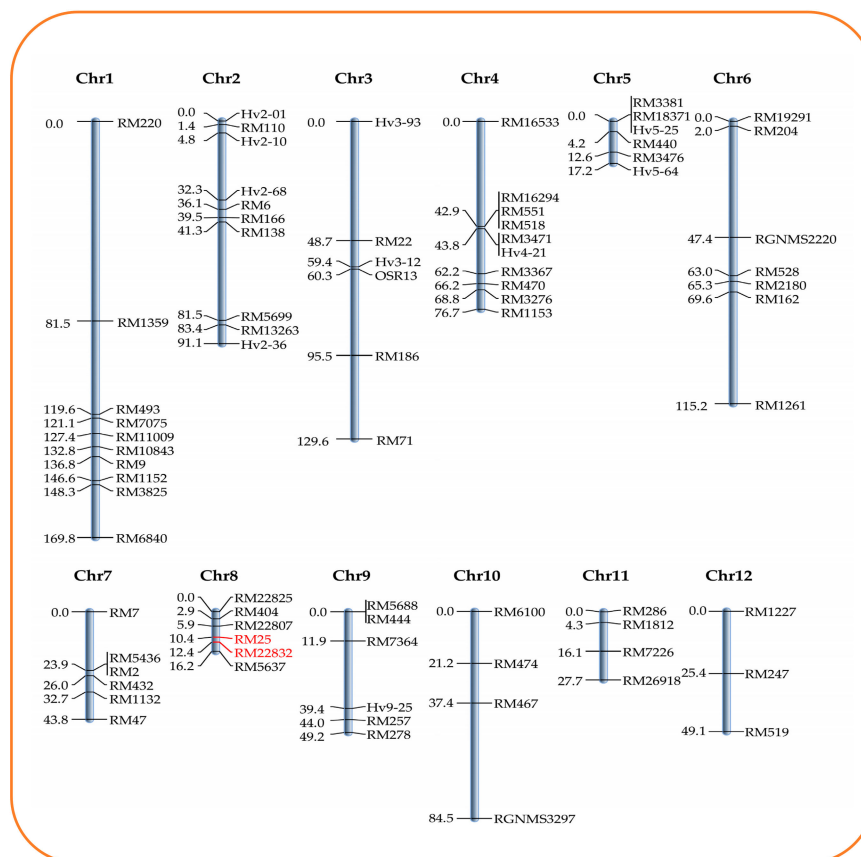 Chr1
0.0 RM220
81.5 RM1359
119.6 RM493
121.1 RM7075
127.4 RM11009
132.8 RM10843
136.8 RM9
146.6 RM1152
148.3 RM3825
169.8 RM6840
Chr2
0.0 Hv2-01
1.4 RM110
4.8 Hv2-10
32.3 Hv2-68
36.1 RM6
39.5 RM166
41.3 RM138
81.5 RM5699
83.4 RM13263
91.1 Hv2-36
Chr3
0.0 Hv3-93
48.7 RM22
59.4 Hv3-12
60.3 OSR13
95.5 RM186
129.6 RM71
Chr4
0.0 RM16533
RM16294
42.9 RM551
RM518
43.8 RM3471
Hv4-21
62.2 RM3367
66.2 RM470
68.8 RM3276
76.7 RM1153
Chr5
RM3381
0.0 RM18371
Hv5-25
4.2 RM440
12.6 RM3476
17.2 Hv5-64
Chr6
0.0 RM19291
2.0 RM204
47.4 RGNMS2220
63.0 RM528
65.3 RM2180
69.6 RM162
115.2 RM1261
Chr7
0.0 RM7
RM5436
23.9 RM2
26.0 RM432
32.7 RM1132
43.8 RM47
Chr8
0.0 RM22825
2.9 RM404
5.9 RM22807
10.4 RM25
12.4 RM22832
16.2 RM5637
Chr9
RM5688
0.0 RM444
11.9 RM7364
39.4 Hv9-25
44.0 RM257
49.2 RM278
Chr10
0.0 RM6100
21.2 RM474
37.4 RM467
84.5 RGNMS3297
Chr11
0.0 RM286
4.3 RM1812
16.1 RM7226
27.7 RM26918
Chr12
0.0 RM1227
25.4 RM247
49.1 RM519